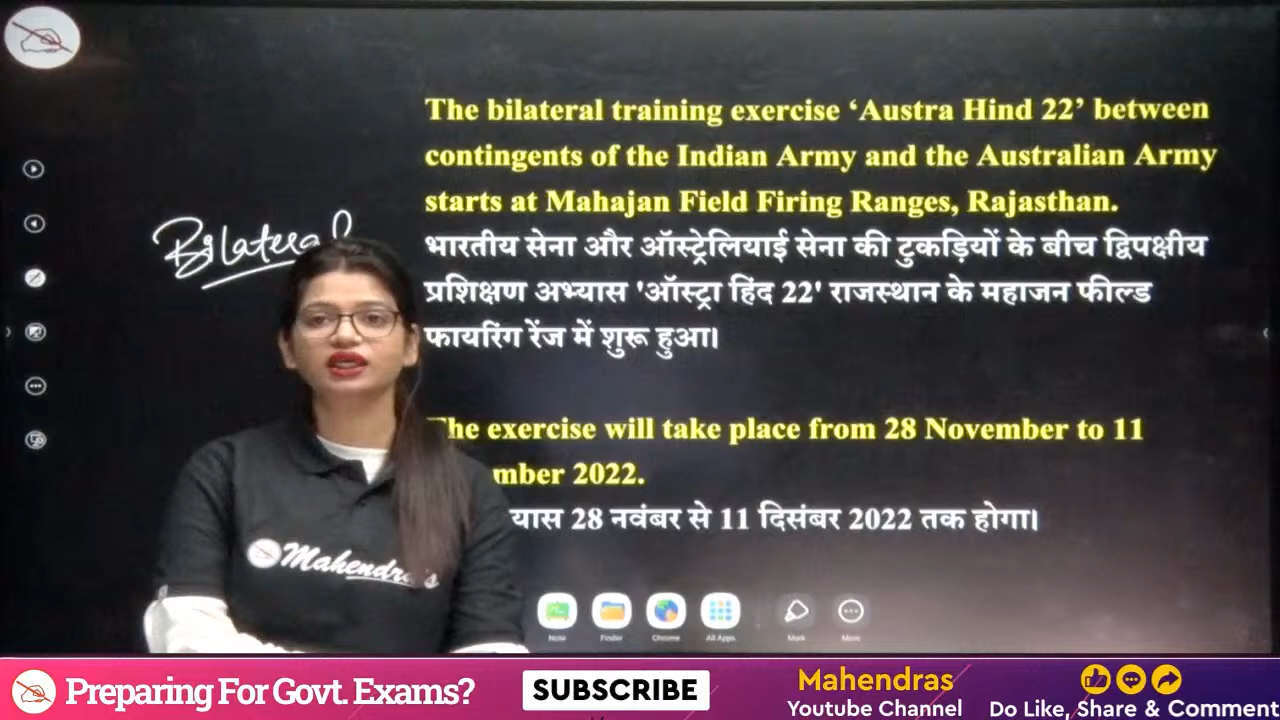 The bilateral training exercise ‘Austra Hind 22’ between
contingents of the Indian Army and the Australian Army
starts at Mahajan Field Firing Ranges, Rajasthan.
Bilateral
भारतीय सेना और ऑस्ट्रेलियाई सेना की टुकड़ियों के बीच द्विपक्षीय
प्रशिक्षण अभ्यास 'ऑस्ट्रा हिंद 22' राजस्थान के महाजन फील्ड
फायरिंग रेंज में शुरू हुआ।
The exercise will take place from 28 November to 11
mber 2022.
यास 28 नवंबर से 11 दिसंबर 2022 तक होगा।
Mahendras
Note Finder Chrome All Apps Mark More
Preparing For Govt. Exams?
SUBSCRIBE
Mahendras
Youtube Channel
Do Like, Share & Comment